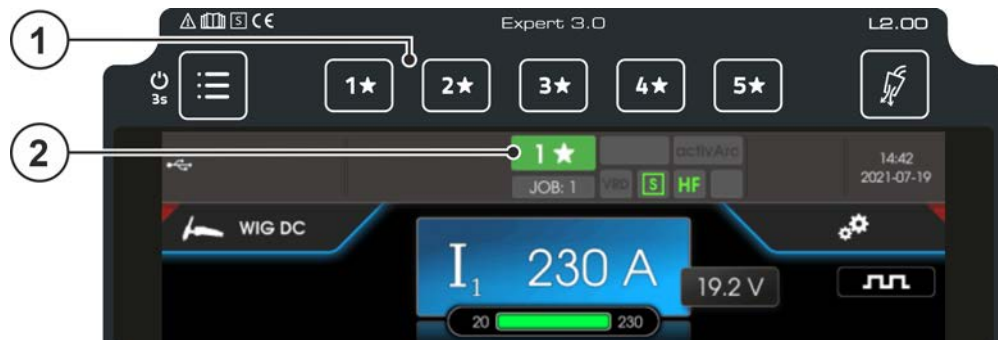 CE Expert 3.0 L2.00
1
3s 1★ 2★ 3★ 4★ 5★
2 1★ activArc 14:42
JOB: 1 VRD S HF 2021-07-19
WIG DC
I1 230 A 19.2 V
20 230